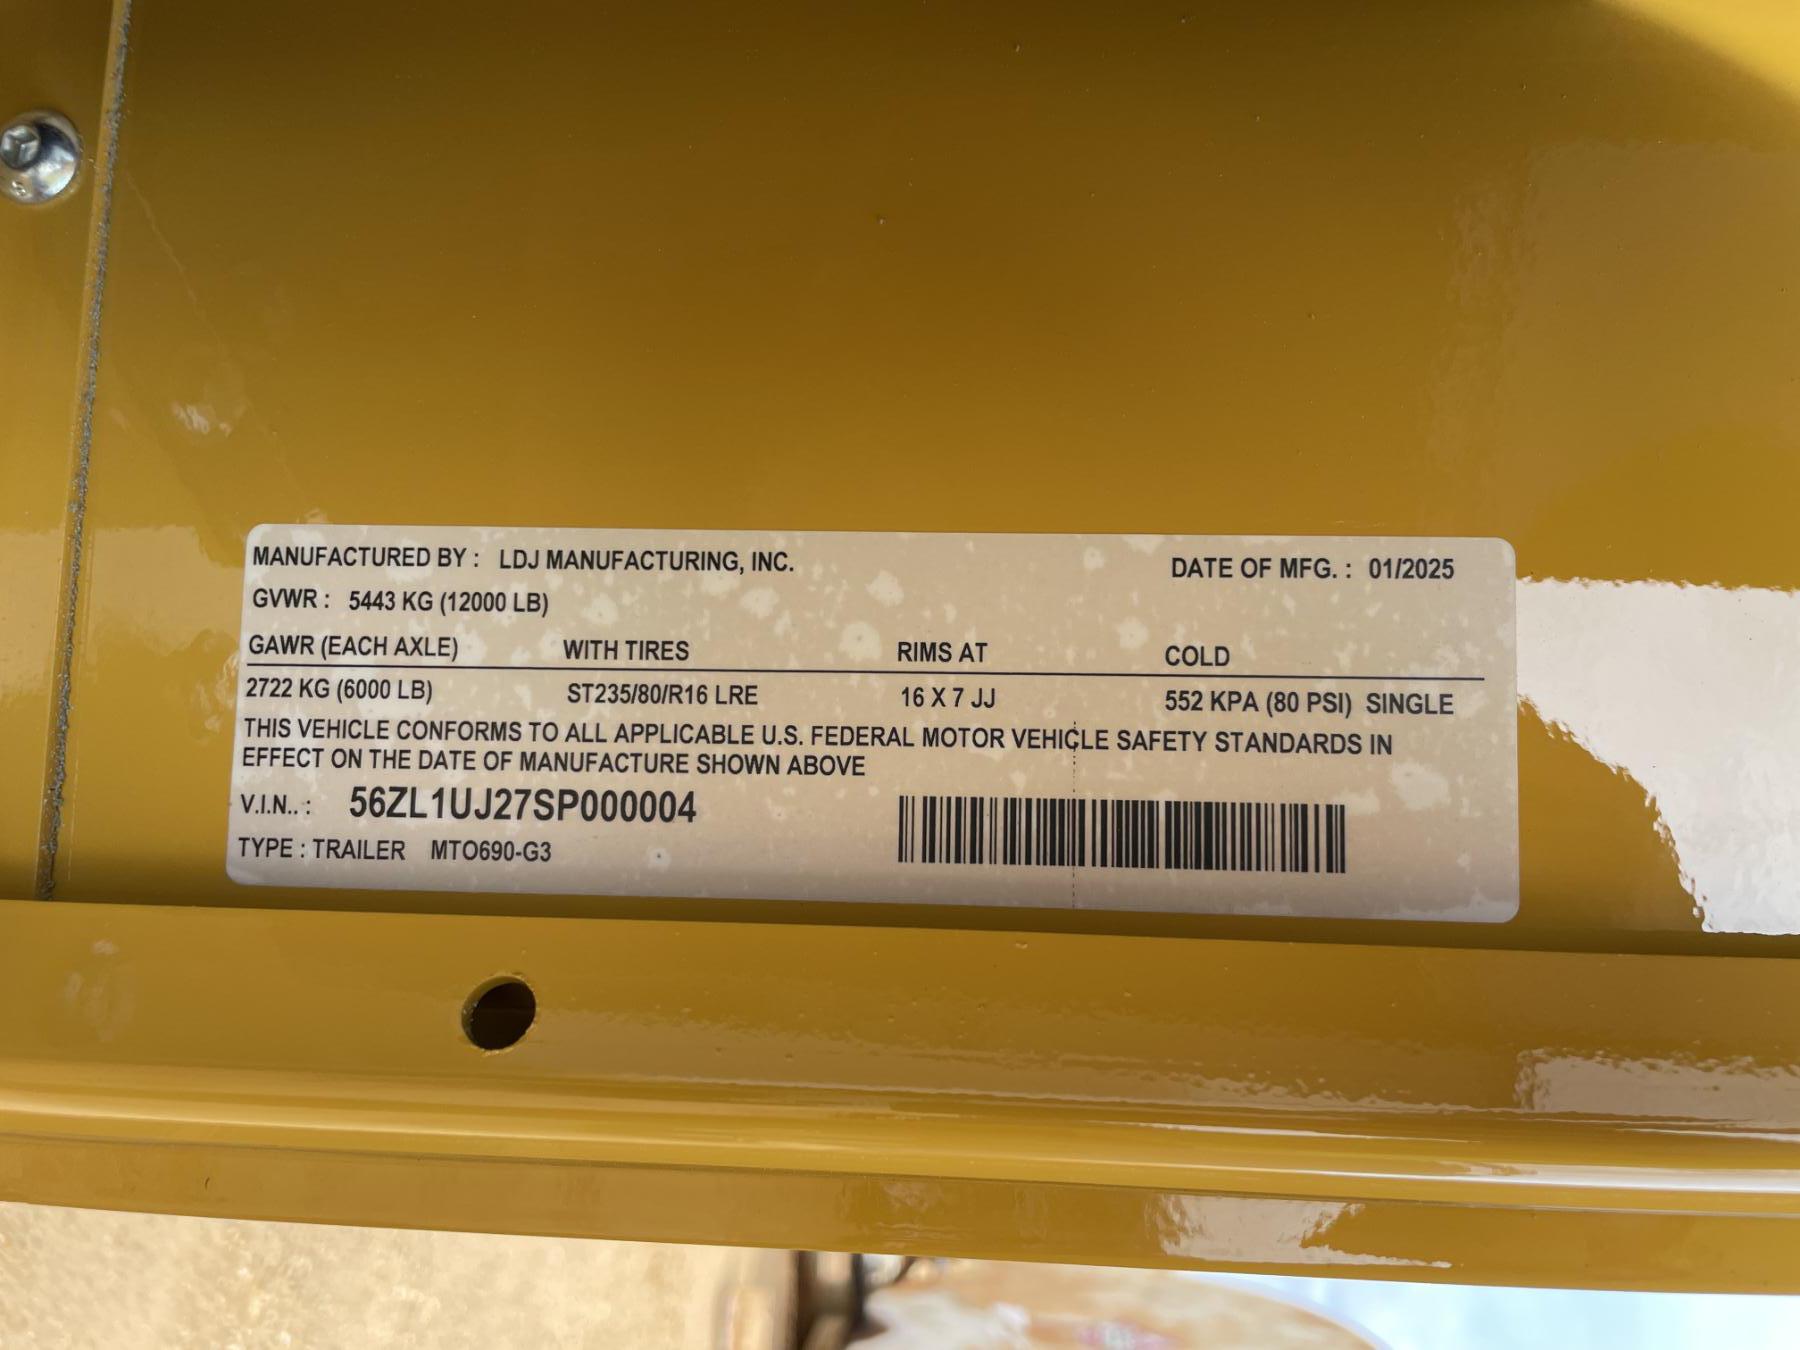 MANUFACTURED BY : LDJ MANUFACTURING, INC. DATE OF MFG. : 01/2025
GVWR : 5443 KG (12000 LB)
GAWR (EACH AXLE) WITH TIRES RIMS AT COLD
2722 KG (6000 LB) ST235/80/R16 LRE 16 X 7 JJ 552 KPA (80 PSI) SINGLE
THIS VEHICLE CONFORMS TO ALL APPLICABLE U.S. FEDERAL MOTOR VEHICLE SAFETY STANDARDS IN
EFFECT ON THE DATE OF MANUFACTURE SHOWN ABOVE
V.I.N.. : 56ZL1UJ27SP000004
TYPE : TRAILER MTO690-G3